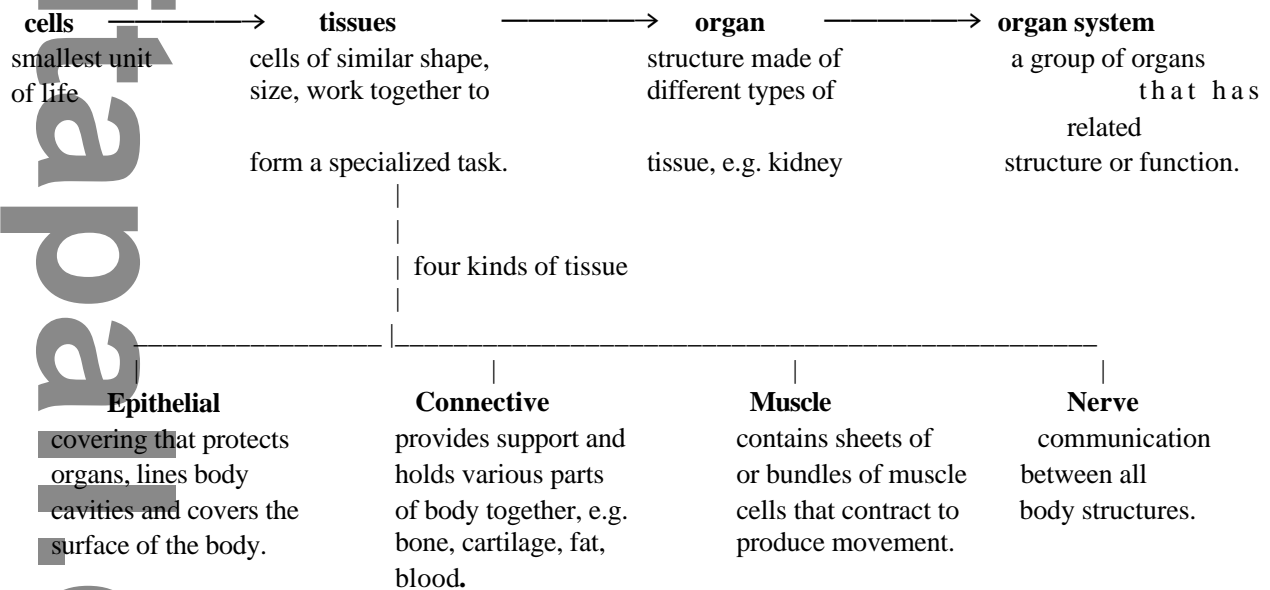 cells → tissues → organ → organ system
smallest unit cells of similar shape, structure made of a group of organs
of life size, work together to different types of that has
related
form a specialized task. tissue, e.g. kidney structure or function.
four kinds of tissue
Epithelial Connective Muscle Nerve
covering that protects provides support and contains sheets of communication
organs, lines body holds various parts or bundles of muscle between all
cavities and covers the of body together, e.g. cells that contract to body structures.
surface of the body. bone, cartilage, fat, produce movement.
blood.
itapall.c